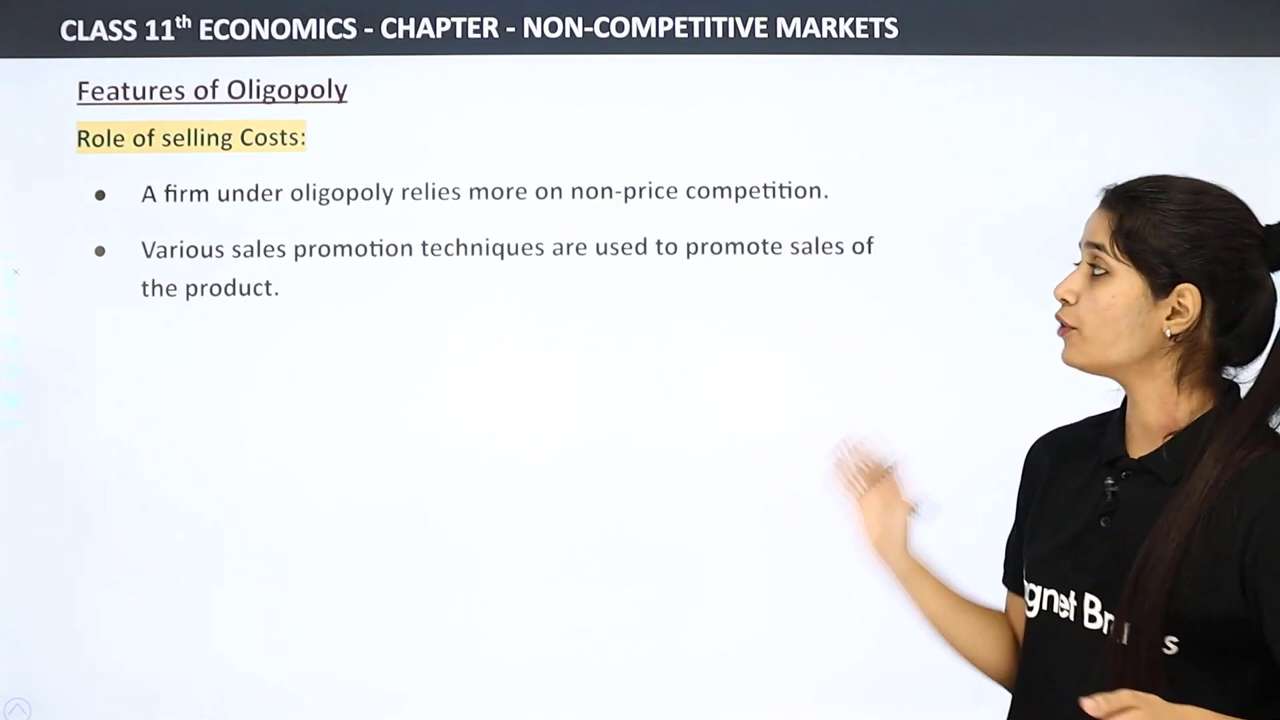 CLASS 11th ECONOMICS - CHAPTER - NON-COMPETITIVE MARKETS
Features of Oligopoly
Role of selling Costs:
● A firm under oligopoly relies more on non-price competition.
● Various sales promotion techniques are used to promote sales of
the product.